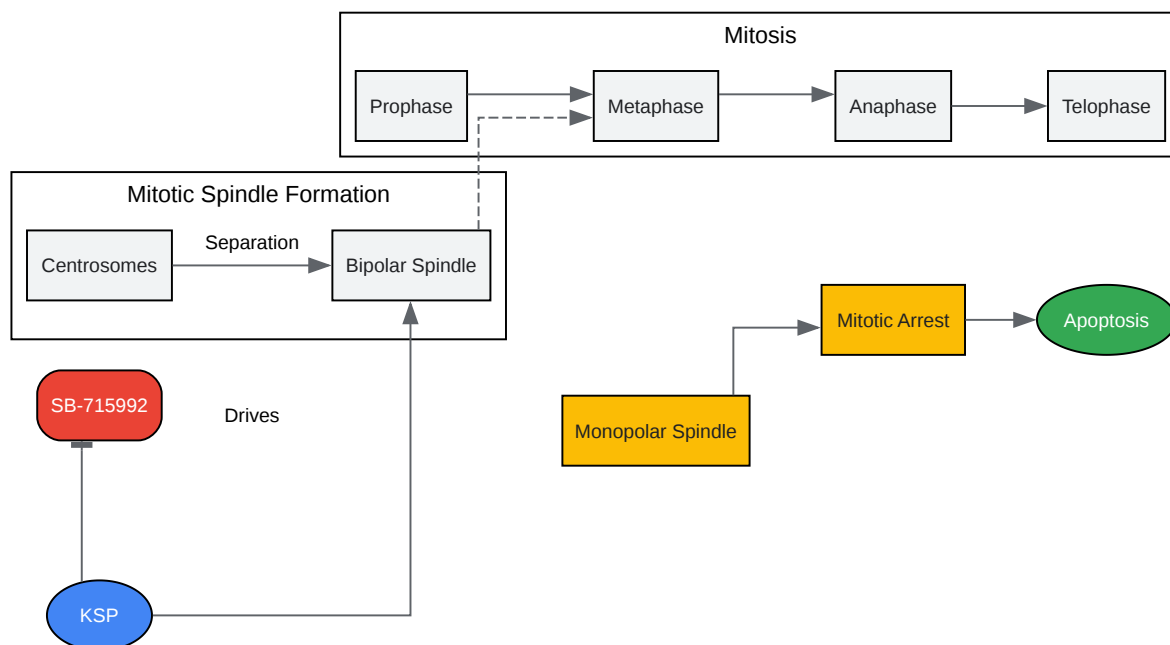 Mitosis
Prophase
Metaphase
Anaphase
Telophase
Mitotic Spindle Formation
Centrosomes
Separation
Bipolar Spindle
Mitotic Arrest
Apoptosis
SB-715992
Drives
Monopolar Spindle
KSP